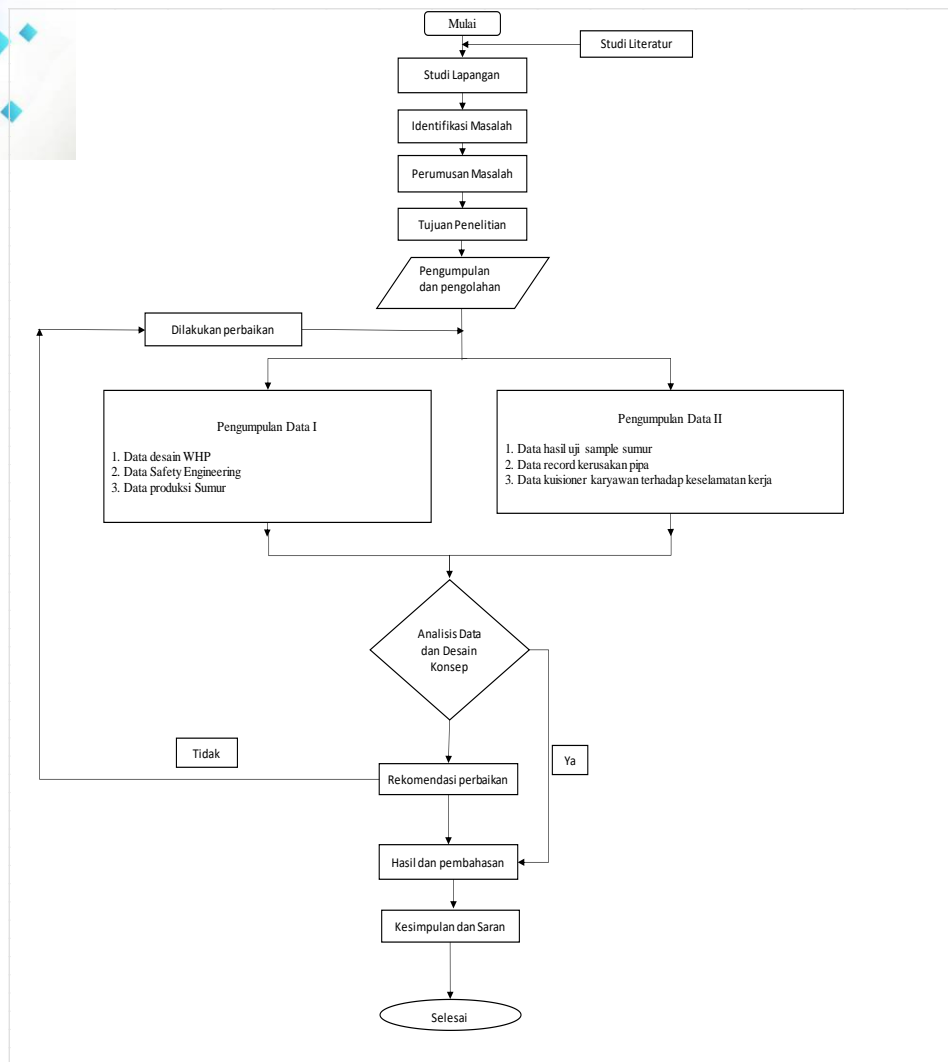 Mulai
Studi Literatur
Studi Lapangan
Identifikasi Masalah
Perumusan Masalah
Tujuan Penelitian
Pengumpulan
dan pengolahan
Dilakukan perbaikan
Pengumpulan Data I
1. Data desain WHP
2. Data Safety Engineering
3. Data produksi Sumur
Pengumpulan Data II
1. Data hasil uji sample sumur
2. Data record kerusakan pipa
3. Data kuisioner karyawan terhadap keselamatan kerja
Analisis Data
dan Desain
Konsep
Tidak
Ya
Rekomendasi perbaikan
Hasil dan pembahasan
Kesimpulan dan Saran
Selesai